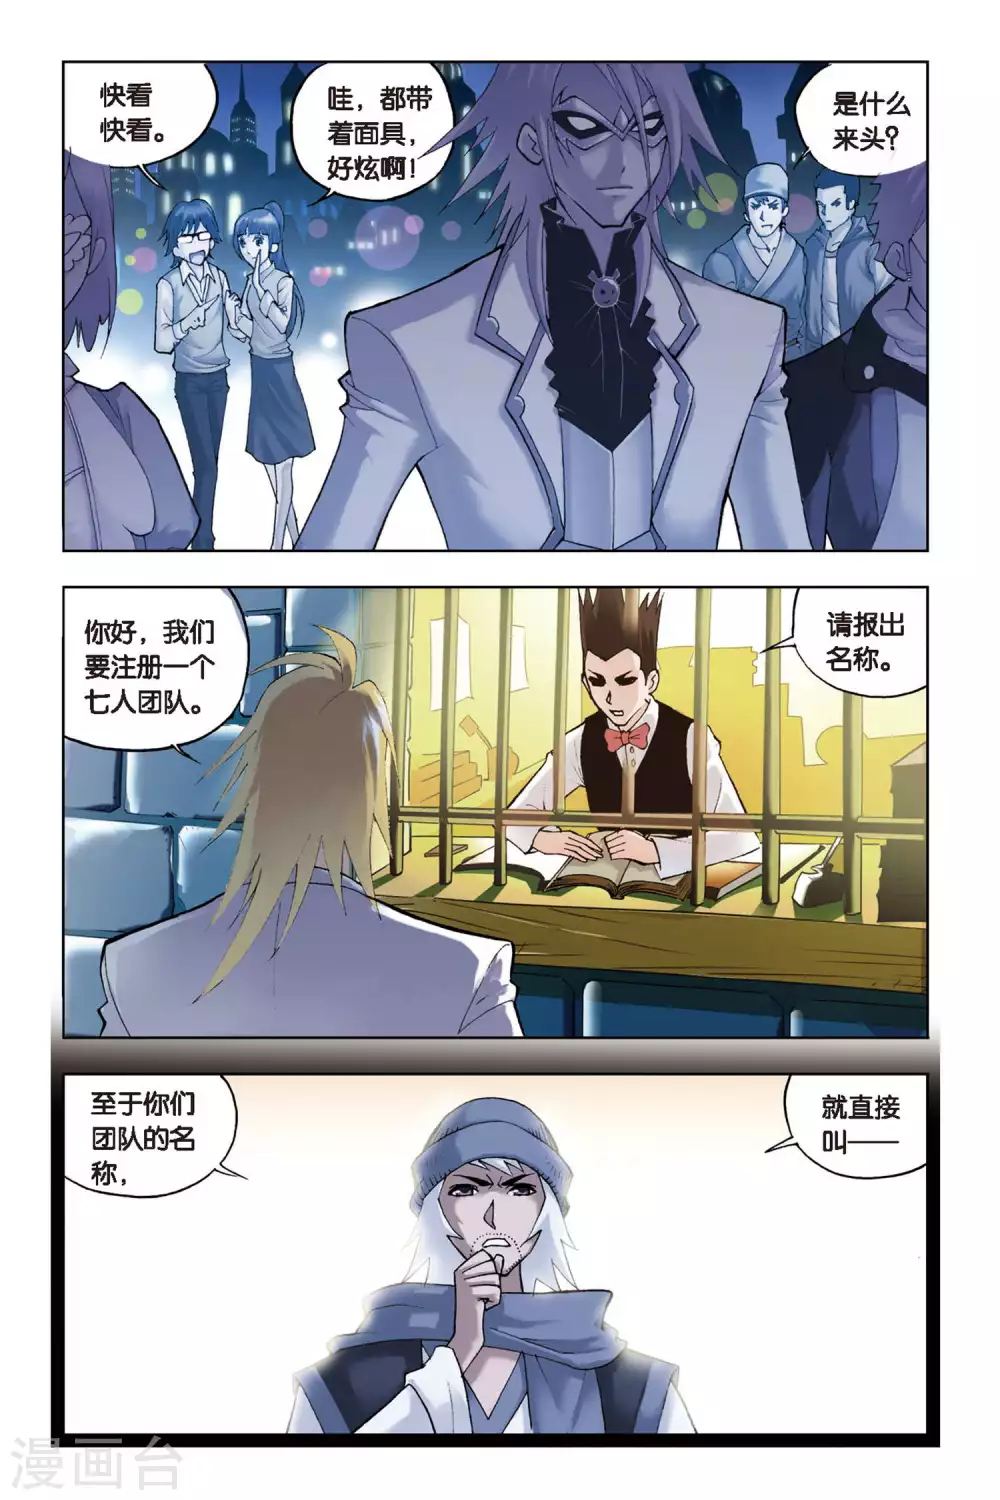 快看
快看。
哇，都带
着面具，
好炫啊！
是什么
来头？
你好，我们
要注册一个
七人团队。
请报出
名称。
至于你们
团队的名
称，
就直接
叫——
漫画台